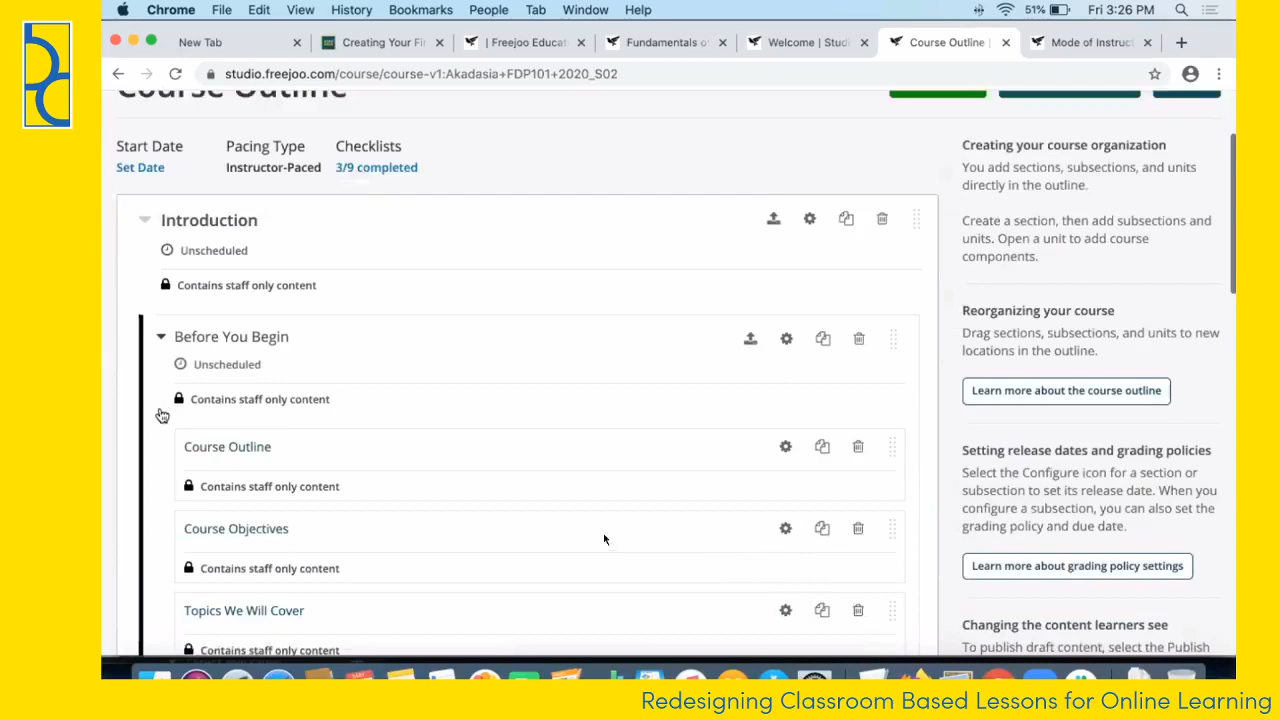 Chrome File Edit View History Bookmarks People Tab Window Help 51% Fri 3:26 PM
New Tab Creating Your Fi | Freejoo Educat Fundamentals o Welcome | Stud Course Outline | Mode of Instruc
studio.freejoo.com/course/course-v1:Akadasia+FDP101+2020_S02
Course Outline
Start Date Pacing Type Checklists
Set Date Instructor-Paced 3/9 completed
Introduction
Unscheduled
Contains staff only content
Before You Begin
Unscheduled
Contains staff only content
Course Outline
Contains staff only content
Course Objectives
Contains staff only content
Topics We Will Cover
Contains staff only content
Creating your course organization
You add sections, subsections, and units
directly in the outline.
Create a section, then add subsections and
units. Open a unit to add course
components.
Reorganizing your course
Drag sections, subsections, and units to new
locations in the outline.
Learn more about the course outline
Setting release dates and grading policies
Select the Configure icon for a section or
subsection to set its release date. When you
configure a subsection, you can also set the
grading policy and due date.
Learn more about grading policy settings
Changing the content learners see
To publish draft content, select the Publish
Redesigning Classroom Based Lessons for Online Learning